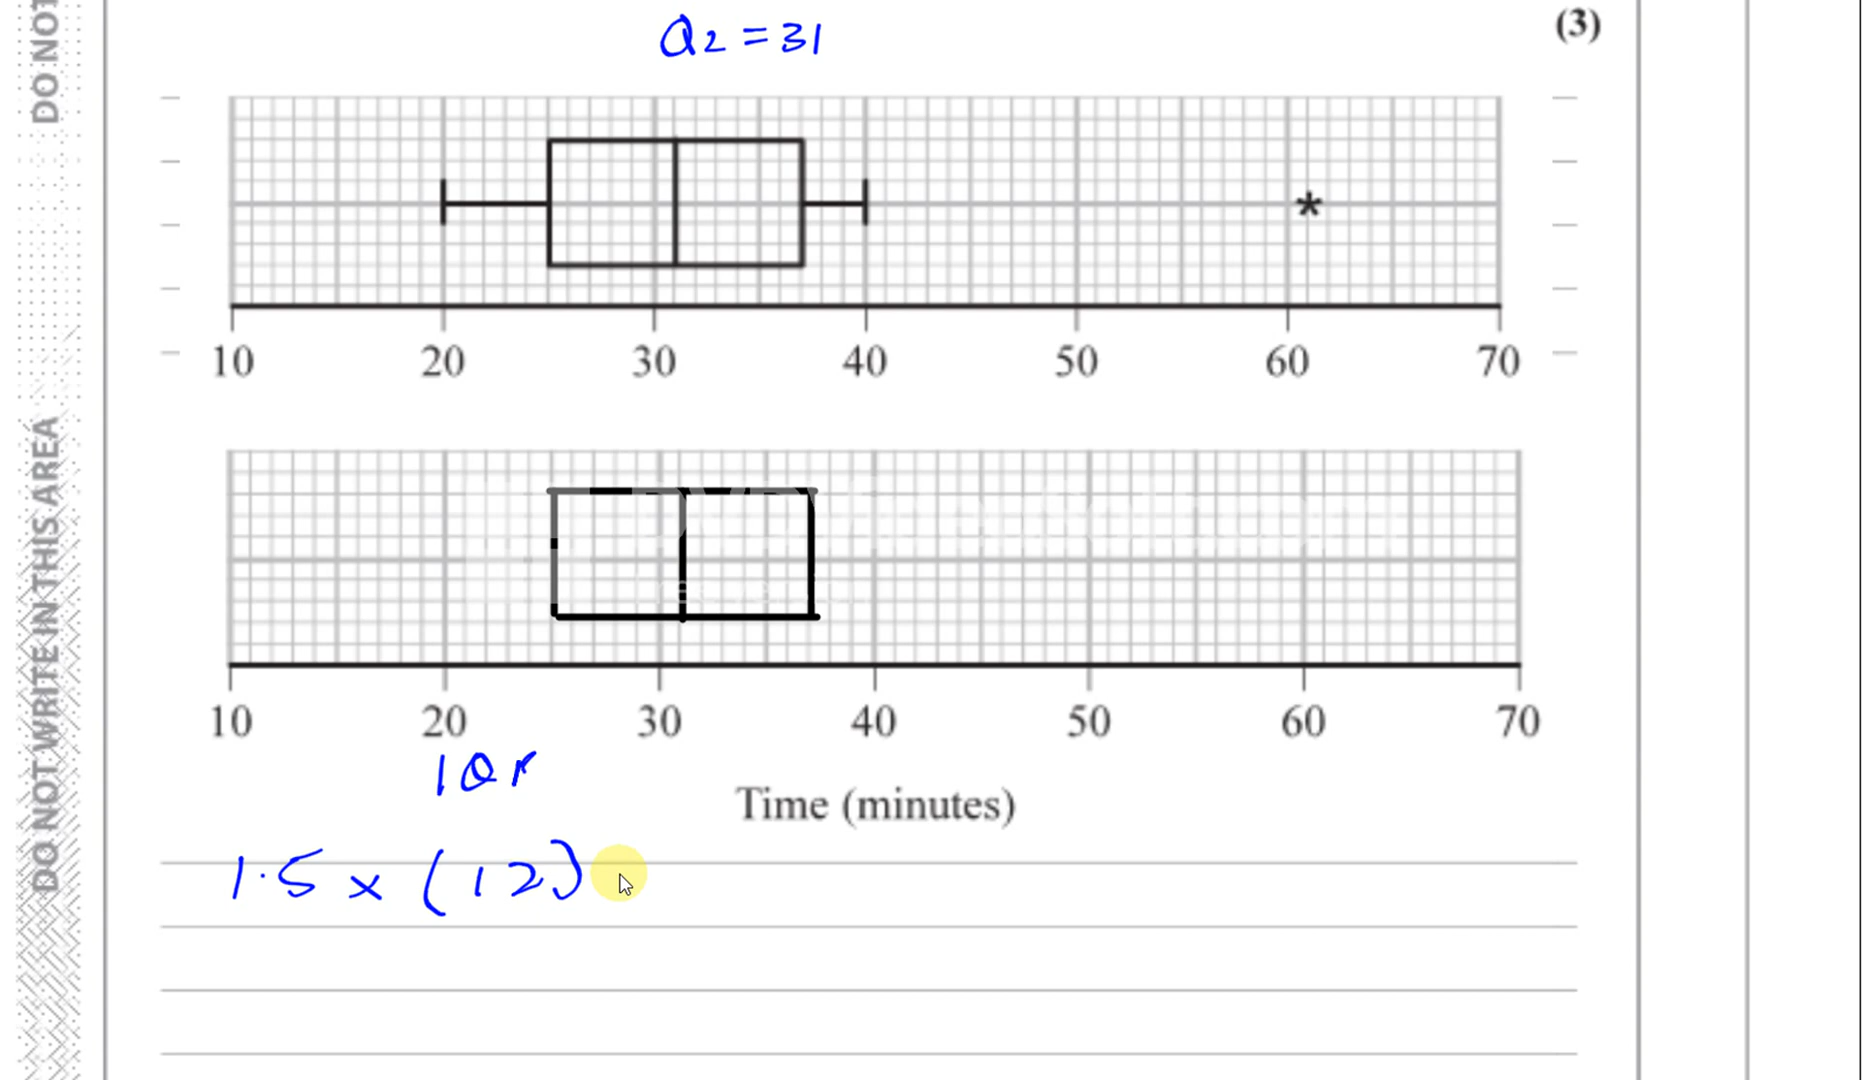 DO NOT
Q2 = 31
(3)
10 20 30 40 50 60 70
DO NOT WRITE IN THIS AREA
10 20 30 40 50 60 70
IQr
Time (minutes)
1.5 x (12)